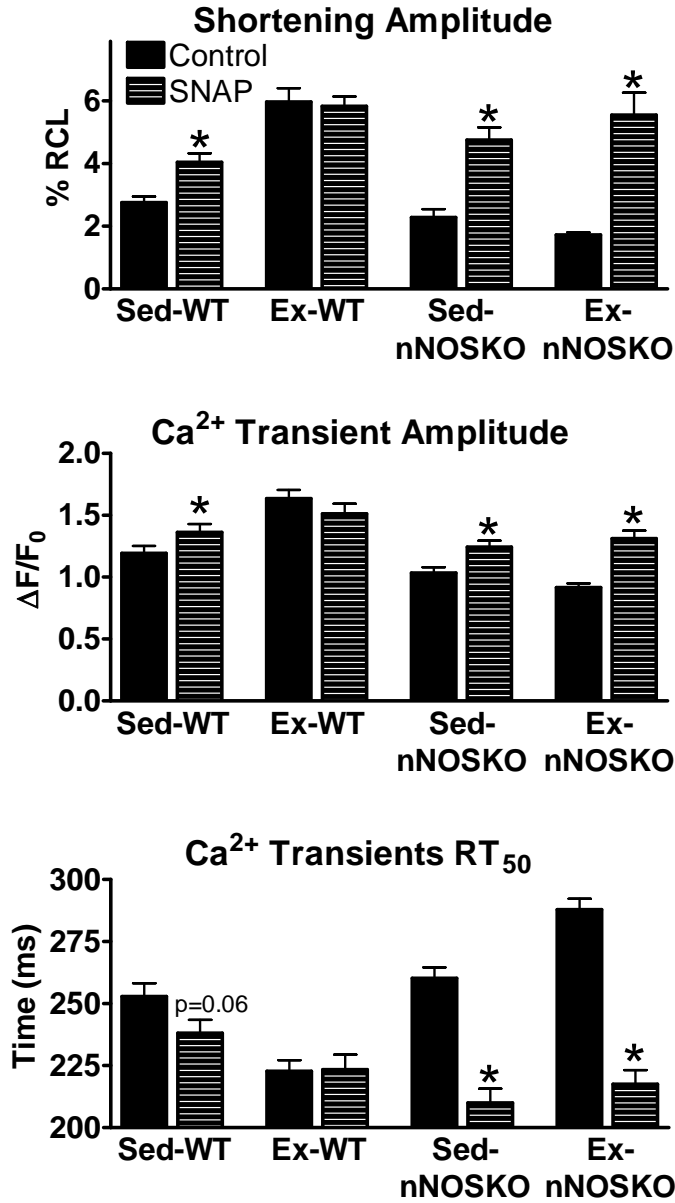 Shortening Amplitude
Control
SNAP
% RCL
6
4
2
0
* * *
Sed-WT Ex-WT Sed- Ex-
nNOSKO nNOSKO
Ca²⁺ Transient Amplitude
ΔF/F₀
2.0
1.5
1.0
0.5
0.0
* * *
Sed-WT Ex-WT Sed- Ex-
nNOSKO nNOSKO
Ca²⁺ Transients RT₅₀
Time (ms)
300
275
250
225
200
p=0.06
* *
Sed-WT Ex-WT Sed- Ex-
nNOSKO nNOSKO